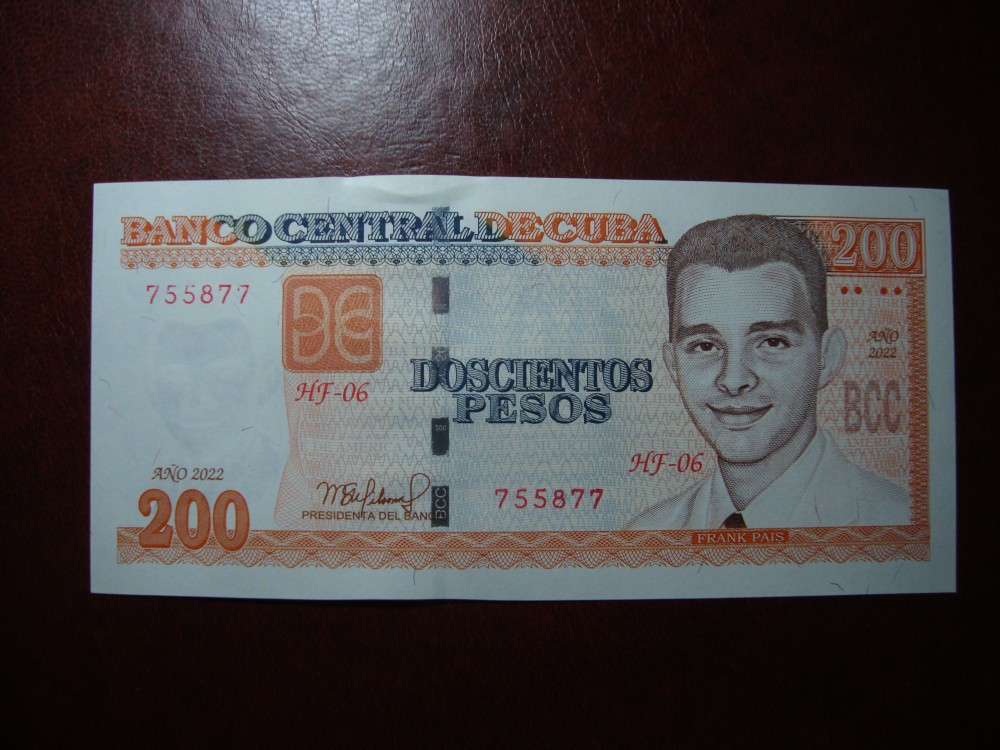 BANCO CENTRAL DE CUBA
200
755877
HF-06
AÑO
2022
DOSCIENTOS
PESOS
BCC
HF-06
AÑO 2022
200
PRESIDENTA DEL BANCO
BCC
755877
FRANK PAIS